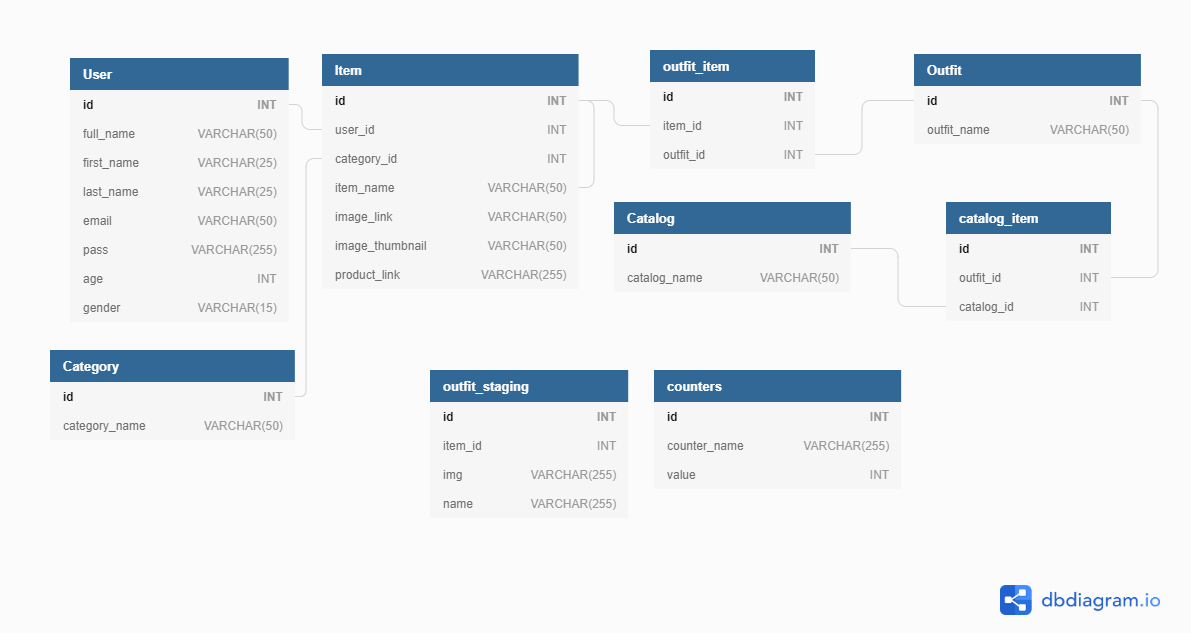 User
id INT
full_name VARCHAR(50)
first_name VARCHAR(25)
last_name VARCHAR(25)
email VARCHAR(50)
pass VARCHAR(255)
age INT
gender VARCHAR(15)
Item
id INT
user_id INT
category_id INT
item_name VARCHAR(50)
image_link VARCHAR(50)
image_thumbnail VARCHAR(50)
product_link VARCHAR(255)
outfit_item
id INT
item_id INT
outfit_id INT
Outfit
id INT
outfit_name VARCHAR(50)
Catalog
id INT
catalog_name VARCHAR(50)
catalog_item
id INT
outfit_id INT
catalog_id INT
Category
id INT
category_name VARCHAR(50)
outfit_staging
id INT
item_id INT
img VARCHAR(255)
name VARCHAR(255)
counters
id INT
counter_name VARCHAR(255)
value INT
dbdiagram.io